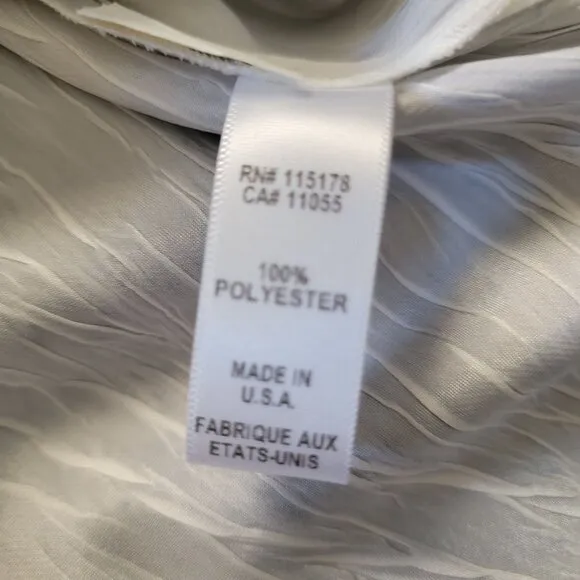 RN# 115178
CA# 11055
100%
POLYESTER
MADE IN
U.S.A.
FABRIQUE AUX
ETATS-UNIS